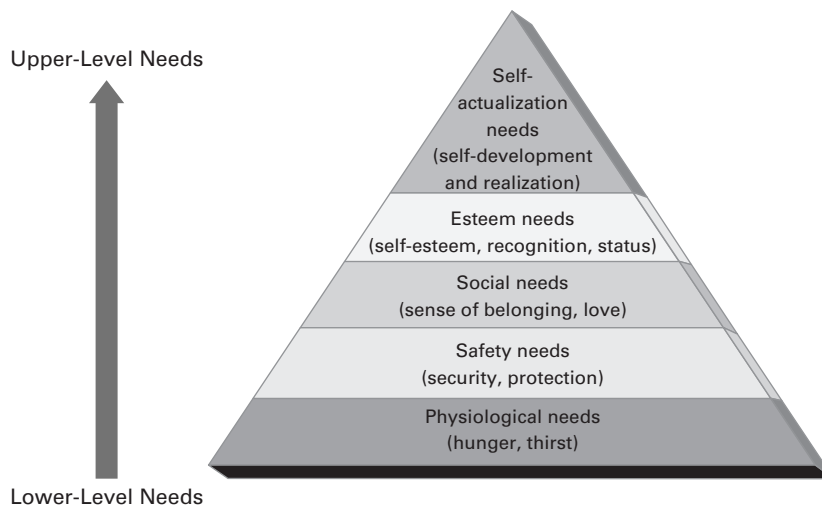 Upper-Level Needs
Self-
actualization
needs
(self-development
and realization)
Esteem needs
(self-esteem, recognition, status)
Social needs
(sense of belonging, love)
Safety needs
(security, protection)
Physiological needs
(hunger, thirst)
Lower-Level Needs